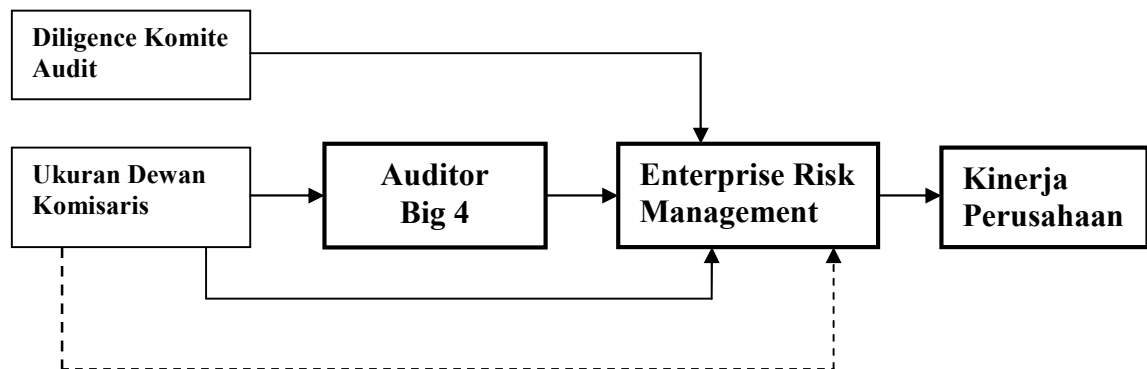 Diligence Komite
Audit
Ukuran Dewan
Komisaris
Auditor
Big 4
Enterprise Risk
Management
Kinerja
Perusahaan